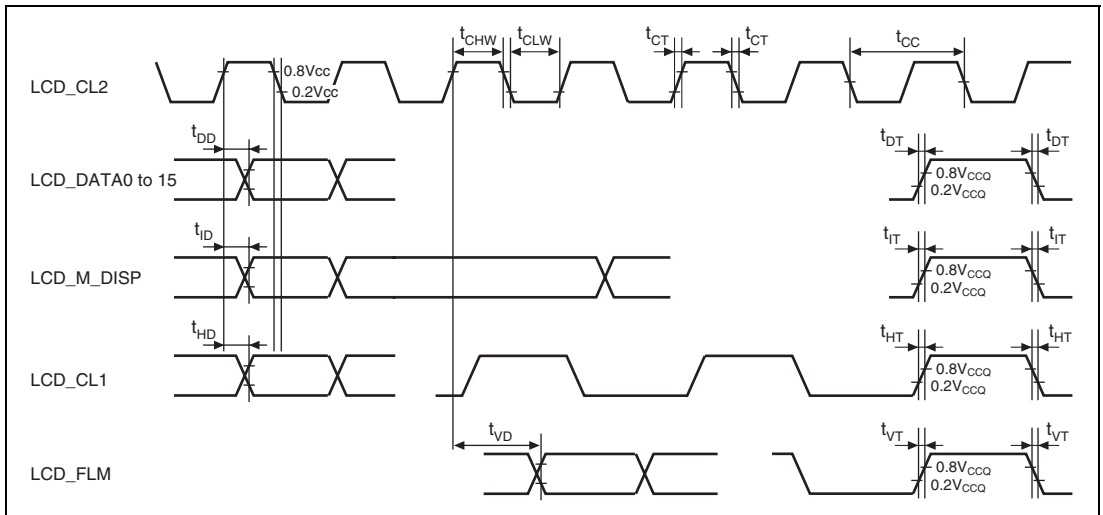 tCHW tCLW tCT tCT tCC
LCD_CL2
0.8Vcc
0.2Vcc
tDD tDT tDT
LCD_DATA0 to 15
0.8VCCQ
0.2VCCQ
tID tIT tIT
LCD_M_DISP
0.8VCCQ
0.2VCCQ
tHD tHT tHT
LCD_CL1
0.8VCCQ
0.2VCCQ
tVD tVT tVT
LCD_FLM
0.8VCCQ
0.2VCCQ